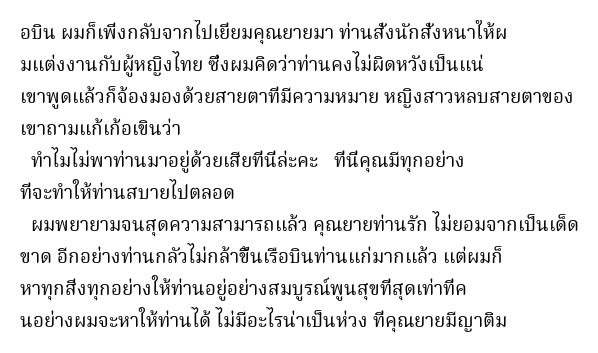 อบิน ผมก็เพิ่งกลับจากไปเยี่ยมคุณยายมา ท่านสั่งนักสั่งหนาให้ผ
มแต่งงานกับผู้หญิงไทย ซึ่งผมคิดว่าท่านคงไม่ผิดหวังเป็นแน่
เขาพูดแล้วก็จ้องมองด้วยสายตาที่มีความหมาย หญิงสาวหลบสายตาของ
เขาถามแก้เก้อเขินว่า
ทำไมไม่พาท่านมาอยู่ด้วยเสียที่นี่ล่ะคะ ที่นี่คุณมีทุกอย่าง
ที่จะทำให้ท่านสบายไปตลอด
ผมพยายามจนสุดความสามารถแล้ว คุณยายท่านรัก ไม่ยอมจากเป็นเด็ด
ขาด อีกอย่างท่านกลัวไม่กล้าขึ้นเรือบินท่านแก่มากแล้ว แต่ผมก็
หาทุกสิ่งทุกอย่างให้ท่านอยู่อย่างสมบูรณ์พูนสุขที่สุดเท่าที่ค
นอย่างผมจะหาให้ท่านได้ ไม่มีอะไรน่าเป็นห่วง ที่คุณยายมีญาติม